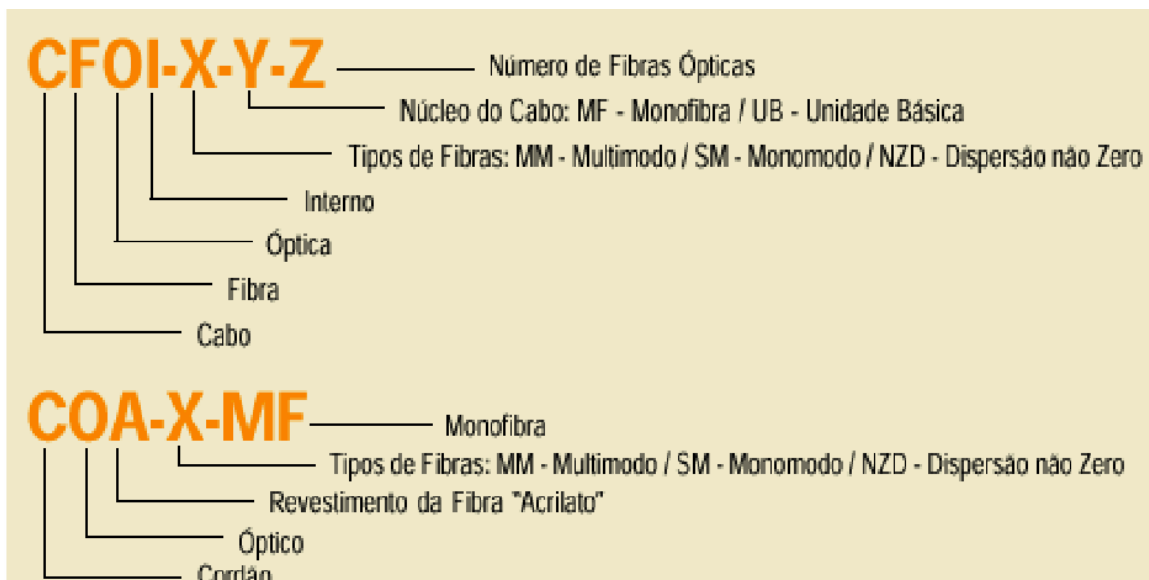 CFOI-X-Y-Z Número de Fibras Ópticas
Núcleo do Cabo: MF - Monofibra / UB - Unidade Básica
Tipos de Fibras: MM - Multimodo / SM - Monomodo / NZD - Dispersão não Zero
Interno
Óptica
Fibra
Cabo
COA-X-MF Monofibra
Tipos de Fibras: MM - Multimodo / SM - Monomodo / NZD - Dispersão não Zero
Revestimento da Fibra "Acrilato"
Óptico
Cordão